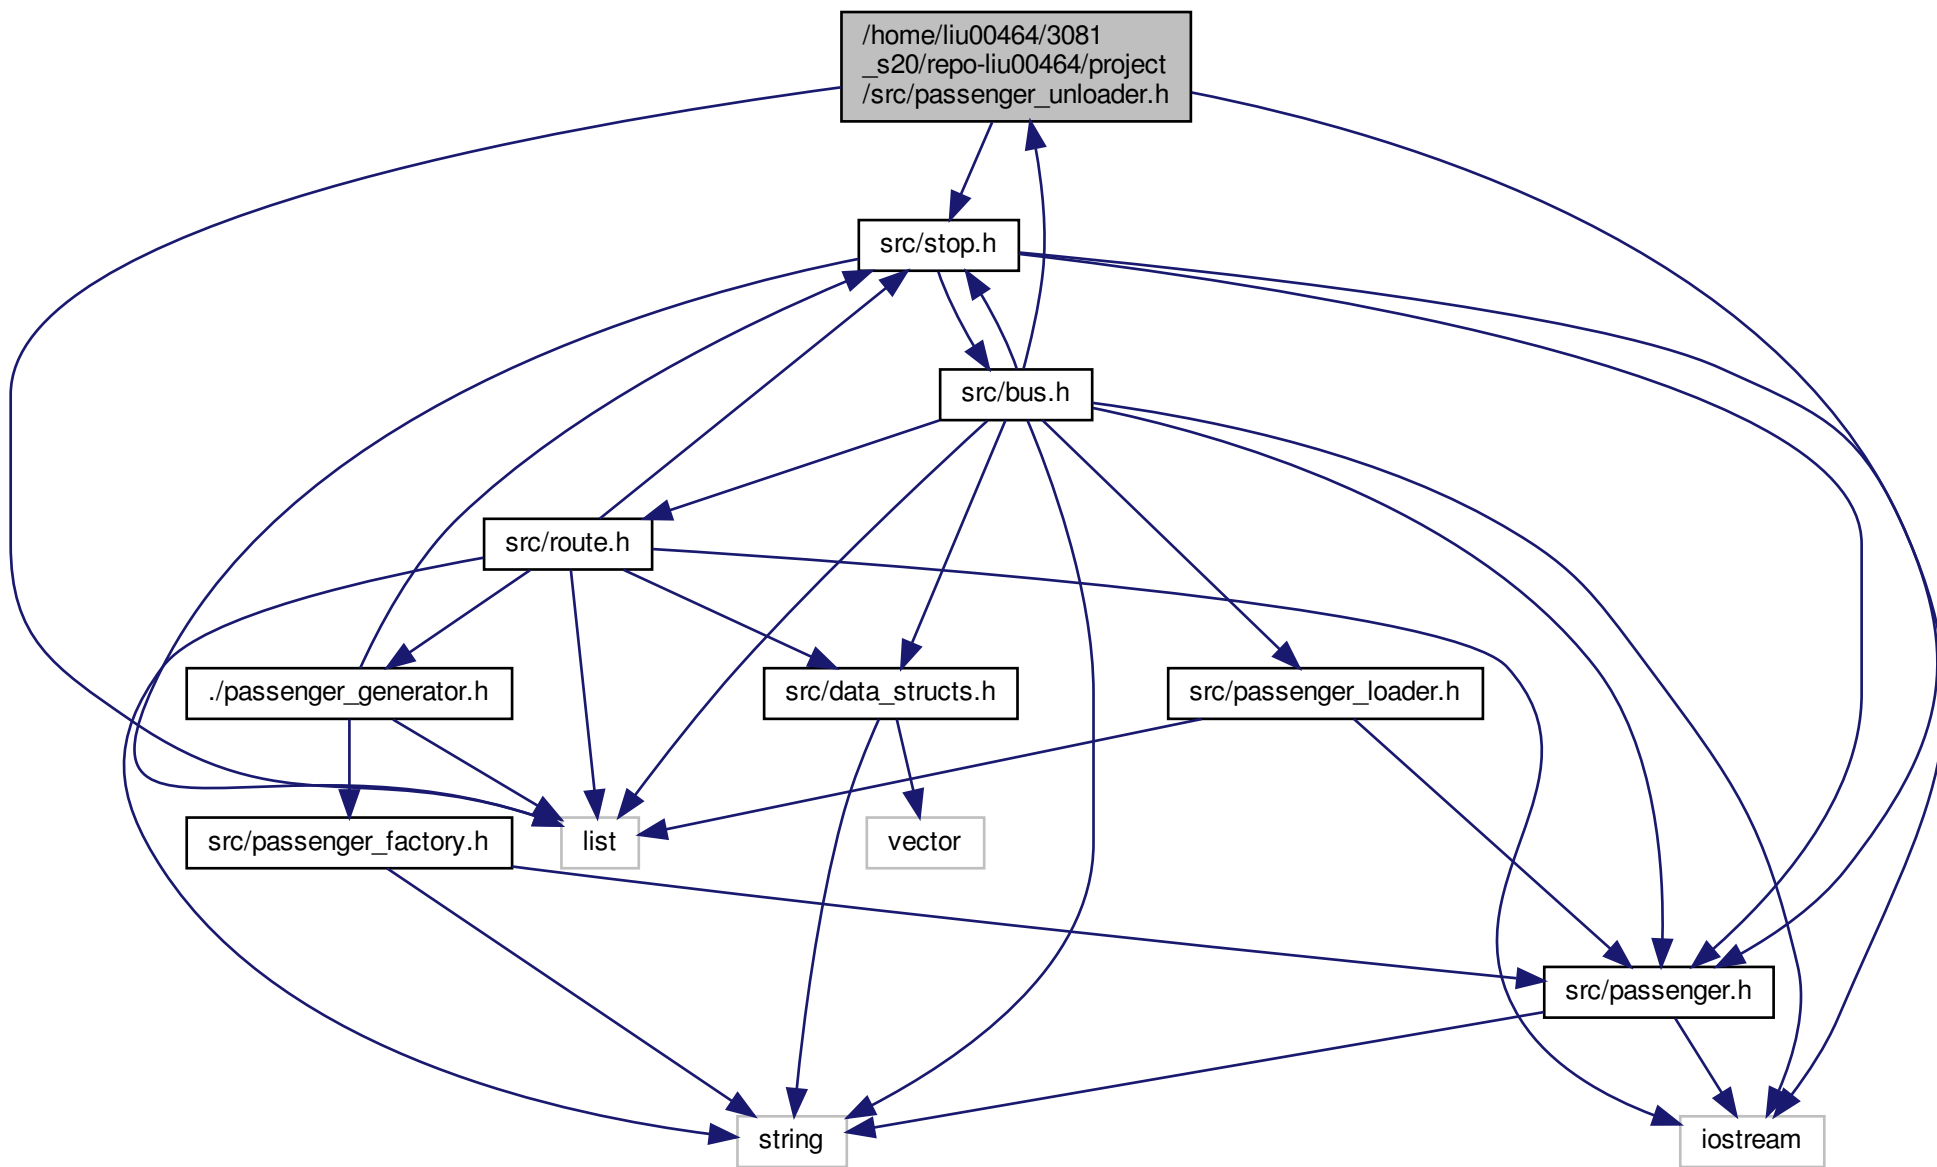 /home/liu00464/3081
_s20/repo-liu00464/project
/src/passenger_unloader.h
src/stop.h
src/bus.h
src/route.h
./passenger_generator.h
src/data_structs.h
src/passenger_loader.h
src/passenger_factory.h
list
vector
src/passenger.h
string
iostream